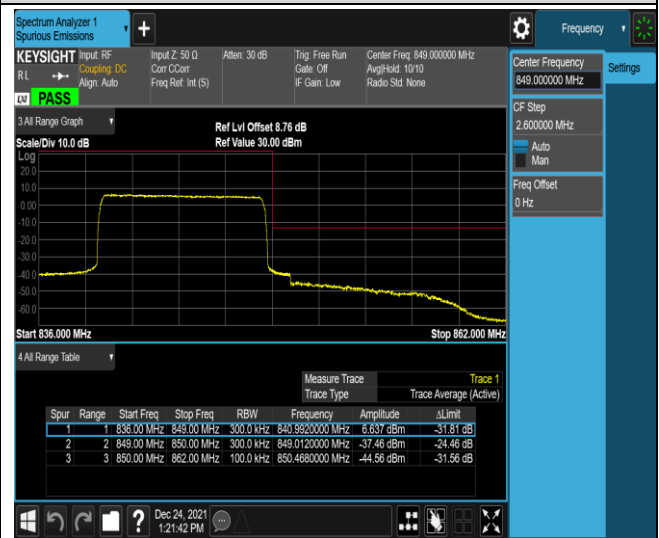 Spectrum Analyzer 1
Spurious Emissions
Frequency
KEYSIGHT Input: RF Input Z: 50 Ω Atten: 30 dB Trig: Free Run Center Freq: 849.000000 MHz
R L Coupling: DC Corr CCorr Gate: Off Avg|Hold: 10/10
Align: Auto Freq Ref: Int (S) IF Gain: Low Radio Std: None
LXI PASS
Center Frequency
849.000000 MHz
Settings
CF Step
2.600000 MHz
Auto
Man
Freq Offset
0 Hz
3 All Range Graph
Ref Lvl Offset 8.76 dB
Scale/Div 10.0 dB Ref Value 30.00 dBm
Log
20.0
10.0
0.00
-10.0
-20.0
-30.0
-40.0
-50.0
-60.0
Start 836.000 MHz Stop 862.000 MHz
4 All Range Table
Measure Trace Trace 1
Trace Type Trace Average (Active)
Spur Range Start Freq Stop Freq RBW Frequency Amplitude ΔLimit
1 1 836.00 MHz 849.00 MHz 300.0 kHz 840.9920000 MHz 6.637 dBm -31.81 dB
2 2 849.00 MHz 850.00 MHz 300.0 kHz 849.0120000 MHz -37.46 dBm -24.46 dB
3 3 850.00 MHz 862.00 MHz 100.0 kHz 850.4680000 MHz -44.56 dBm -31.56 dB
Dec 24, 2021
1:21:42 PM